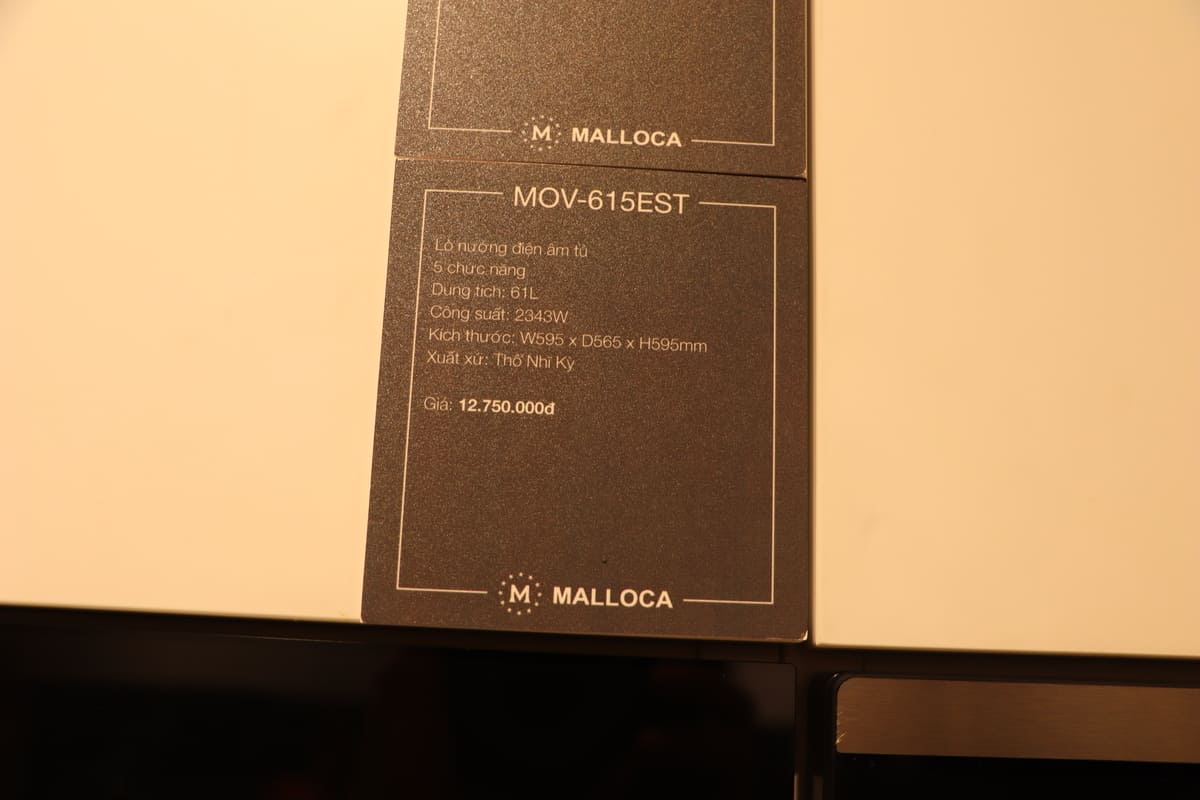 M MALLOCA
MOV-615EST
Lò nướng điện âm tủ
5 chức năng
Dung tích: 61L
Công suất: 2343W
Kích thước: W595 x D565 x H595mm
Xuất xứ: Thổ Nhĩ Kỳ
Giá: 12.750.000đ
M MALLOCA